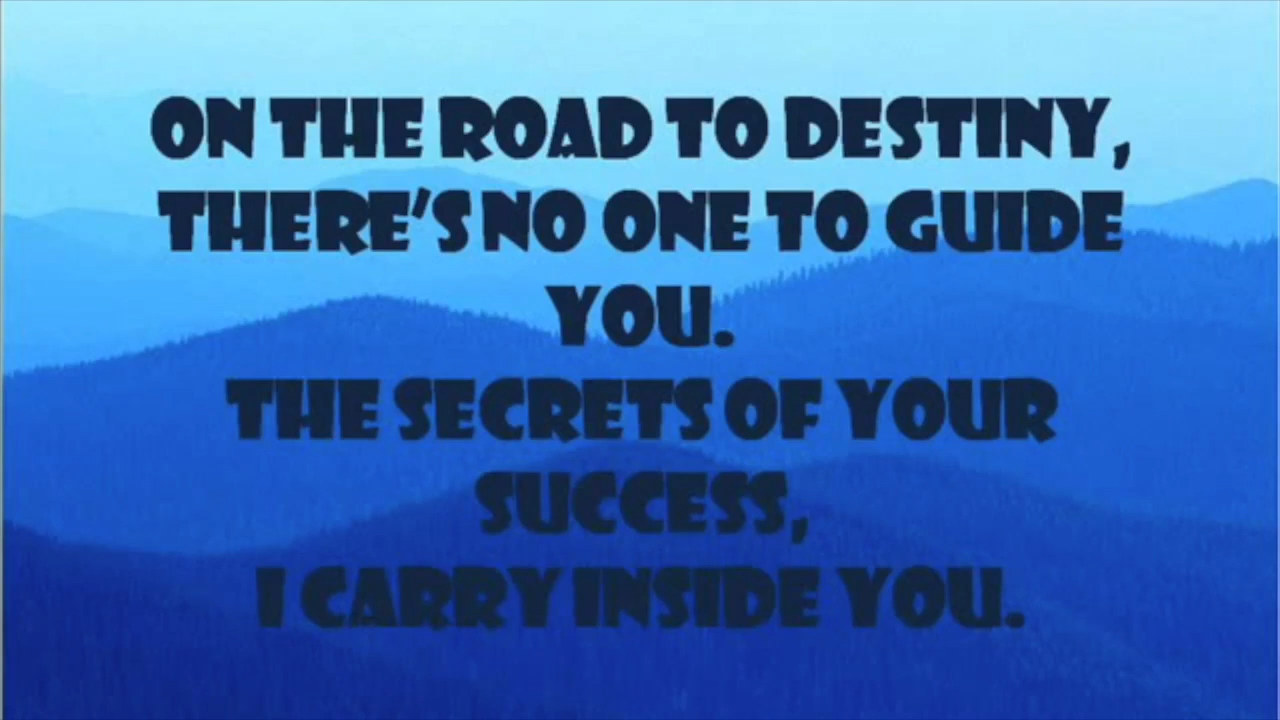 ON THE ROAD TO DESTINY,
THERE'S NO ONE TO GUIDE
YOU.
THE SECRETS OF YOUR
SUCCESS,
I CARRY INSIDE YOU.